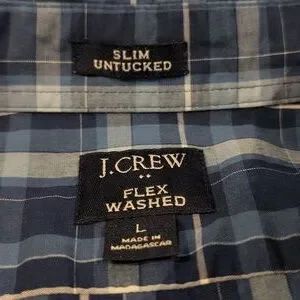 SLIM
UNTUCKED
J.CREW
FLEX
WASHED
L
MADE IN
MADAGASCAR